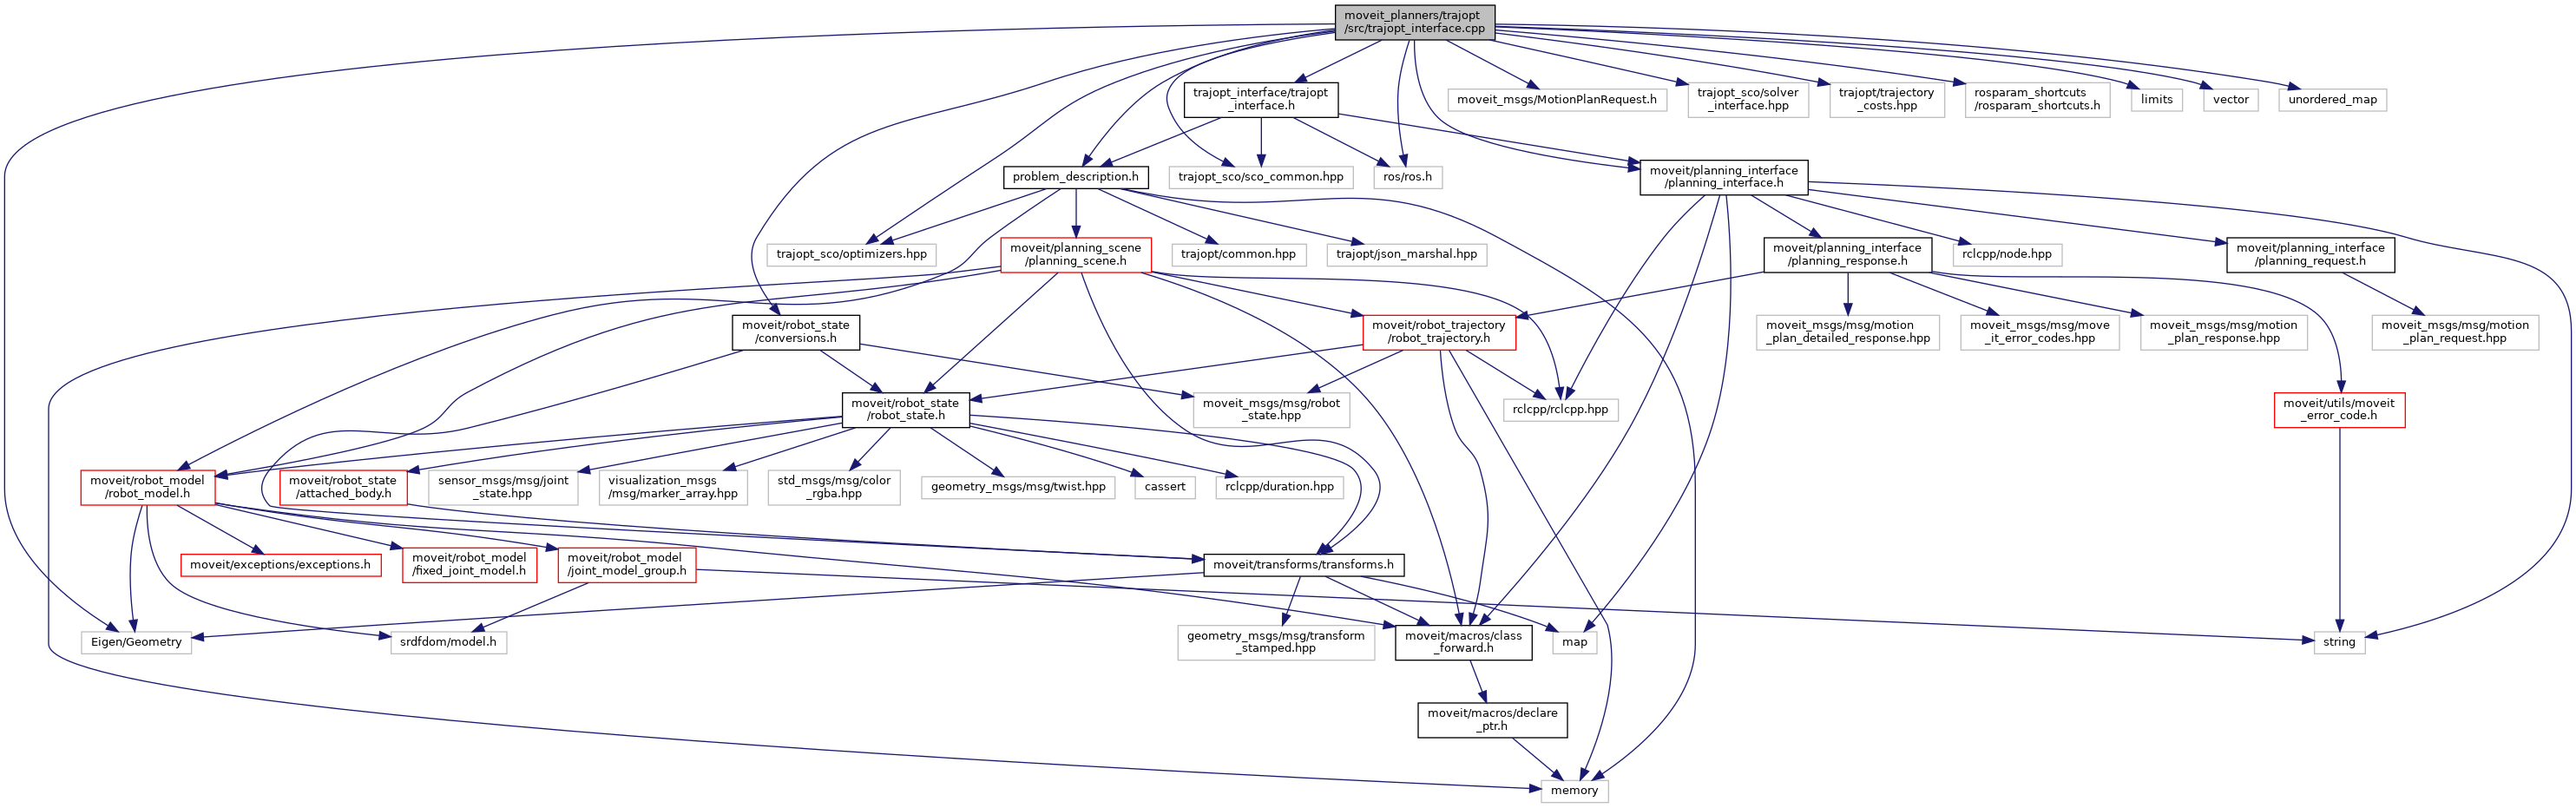 moveit_planners/trajopt
/src/trajopt_interface.cpp
trajopt_interface/trajopt
_interface.h
moveit_msgs/MotionPlanRequest.h
trajopt_sco/solver
_interface.hpp
trajopt/trajectory
_costs.hpp
rosparam_shortcuts
/rosparam_shortcuts.h
limits
vector
unordered_map
problem_description.h
trajopt_sco/sco_common.hpp
ros/ros.h
moveit/planning_interface
/planning_interface.h
trajopt_sco/optimizers.hpp
moveit/planning_scene
/planning_scene.h
trajopt/common.hpp
trajopt/json_marshal.hpp
moveit/planning_interface
/planning_response.h
rclcpp/node.hpp
moveit/planning_interface
/planning_request.h
moveit/robot_state
/conversions.h
moveit/robot_trajectory
/robot_trajectory.h
moveit_msgs/msg/motion
_plan_detailed_response.hpp
moveit_msgs/msg/move
_it_error_codes.hpp
moveit_msgs/msg/motion
_plan_response.hpp
moveit_msgs/msg/motion
_plan_request.hpp
moveit/robot_state
/robot_state.h
moveit_msgs/msg/robot
_state.hpp
rclcpp/rclcpp.hpp
moveit/utils/moveit
_error_code.h
moveit/robot_model
/robot_model.h
moveit/robot_state
/attached_body.h
sensor_msgs/msg/joint
_state.hpp
visualization_msgs
/msg/marker_array.hpp
std_msgs/msg/color
_rgba.hpp
geometry_msgs/msg/twist.hpp
cassert
rclcpp/duration.hpp
moveit/exceptions/exceptions.h
moveit/robot_model
/fixed_joint_model.h
moveit/robot_model
/joint_model_group.h
moveit/transforms/transforms.h
Eigen/Geometry
srdfdom/model.h
geometry_msgs/msg/transform
_stamped.hpp
moveit/macros/class
_forward.h
map
string
moveit/macros/declare
_ptr.h
memory